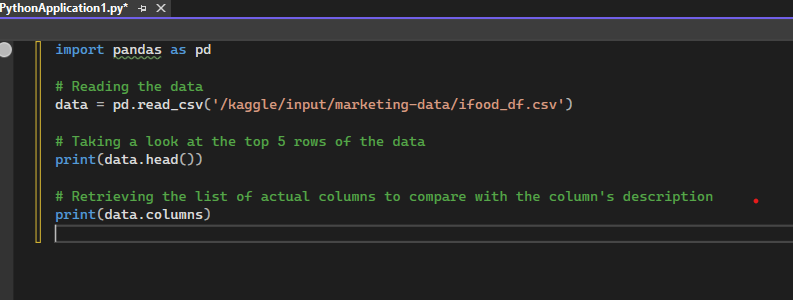 PythonApplication1.py*
import pandas as pd
# Reading the data
data = pd.read_csv('/kaggle/input/marketing-data/ifood_df.csv')
# Taking a look at the top 5 rows of the data
print(data.head())
# Retrieving the list of actual columns to compare with the column's description
print(data.columns)